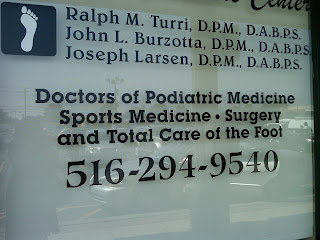 Center
Ralph M. Turri, D.P.M., D.A.B.P.S.
John L. Burzotta, D.P.M., D.A.B.P.S.
Joseph Larsen, D.P.M., D.A.B.P.S.
Doctors of Podiatric Medicine
Sports Medicine • Surgery
and Total Care of the Foot
516-294-9540